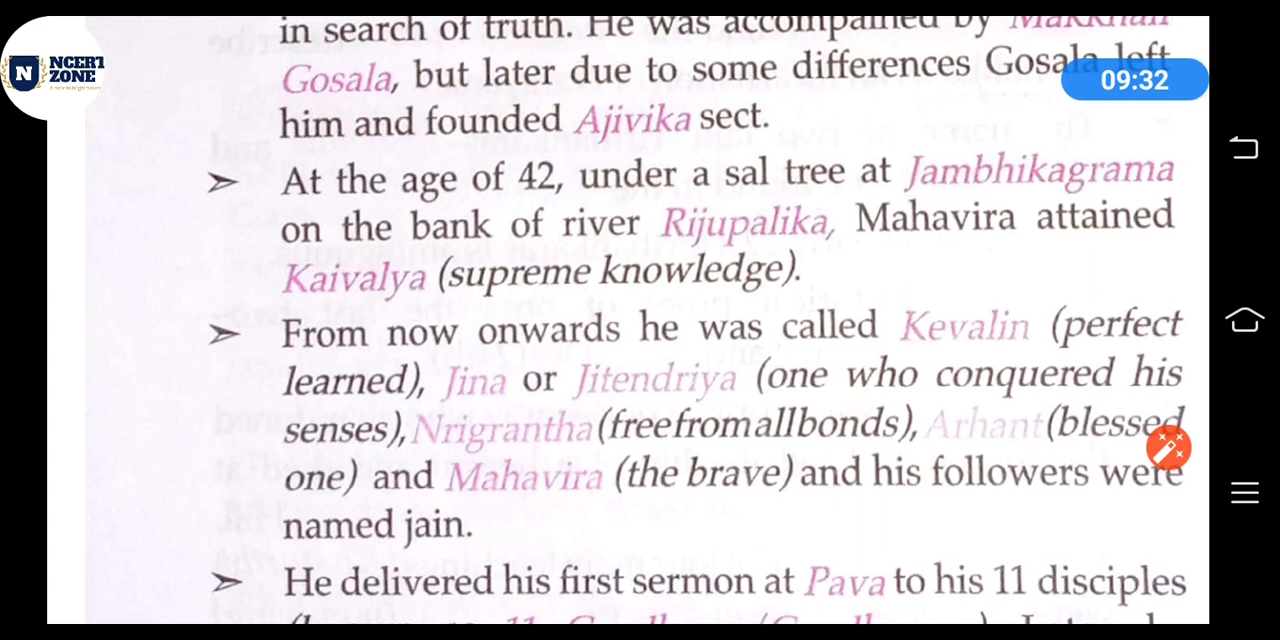 in search of truth. He was accompained by Makkhali
NCERT
ZONE
Gosala, but later due to some differences Gosala left
09:32
him and founded Ajivika sect.
➤ At the age of 42, under a sal tree at Jambhikagrama
on the bank of river Rijupalika, Mahavira attained
Kaivalya (supreme knowledge).
➤ From now onwards he was called Kevalin (perfect
learned), Jina or Jitendriya (one who conquered his
senses), Nrigrantha (free from all bonds), Arhant (blessed
one) and Mahavira (the brave) and his followers were
named jain.
➤ He delivered his first sermon at Pava to his 11 disciples